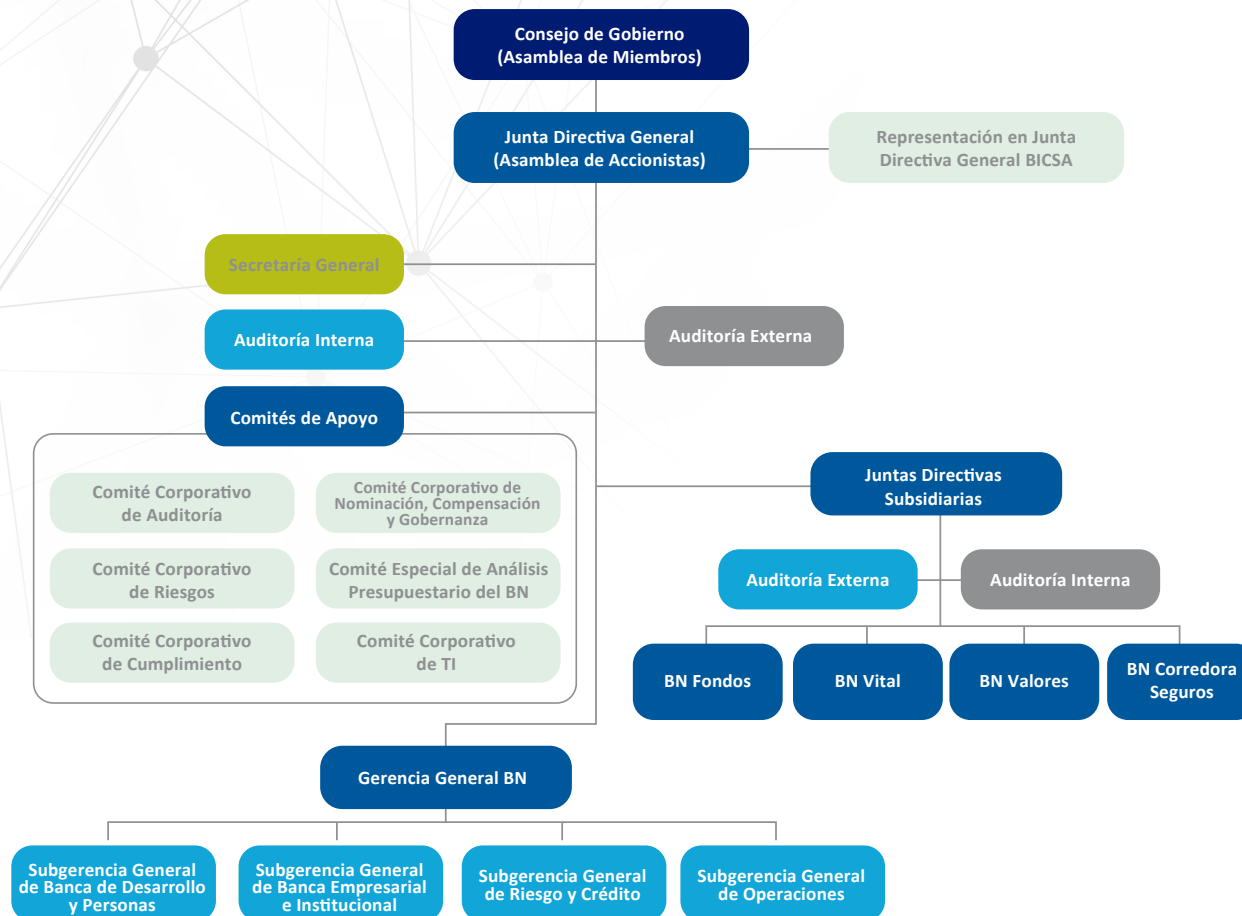 Consejo de Gobierno
(Asamblea de Miembros)
Junta Directiva General
(Asamblea de Accionistas)
Representación en Junta
Directiva General BICSA
Secretaría General
Auditoría Interna
Auditoría Externa
Comités de Apoyo
Comité Corporativo
de Auditoría
Comité Corporativo de
Nominación, Compensación
y Gobernanza
Comité Corporativo
de Riesgos
Comité Especial de Análisis
Presupuestario del BN
Comité Corporativo
de Cumplimiento
Comité Corporativo
de TI
Juntas Directivas
Subsidiarias
Auditoría Externa
Auditoría Interna
BN Fondos
BN Vital
BN Valores
BN Corredora
Seguros
Gerencia General BN
Subgerencia General
de Banca de Desarrollo
y Personas
Subgerencia General
de Banca Empresarial
e Institucional
Subgerencia General
de Riesgo y Crédito
Subgerencia General
de Operaciones